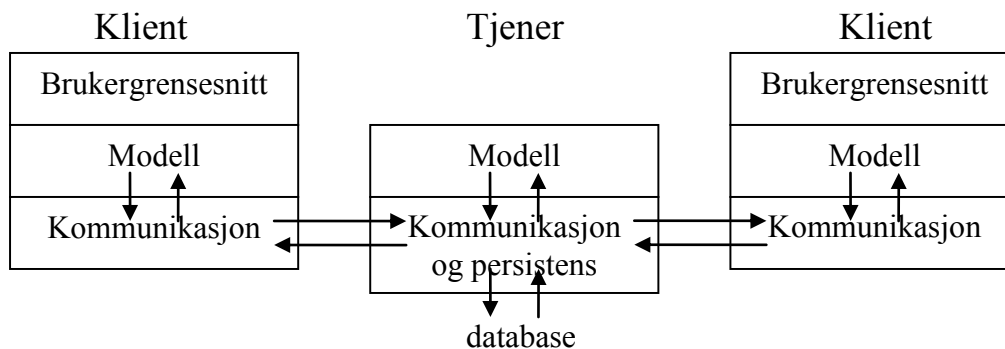 Klient
Tjener
Klient
Brukergrensesnitt
Brukergrensesnitt
Modell
Modell
Modell
Kommunikasjon
Kommunikasjon
og persistens
Kommunikasjon
database